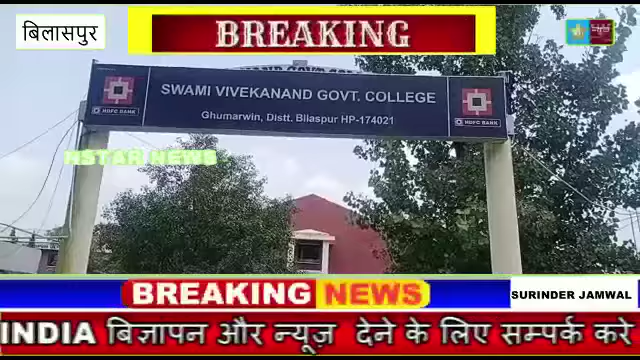 बिलासपुर
BREAKING
SWAMI VIVEKANAND GOVT. COLLEGE
Ghumarwin, Distt. Bilaspur HP-174021
HDFC BANK
HDFC BANK
HSTAR NEWS
BREAKING NEWS
SURINDER JAMWAL
INDIA विज्ञापन और न्यूज़ देने के लिए सम्पर्क करे